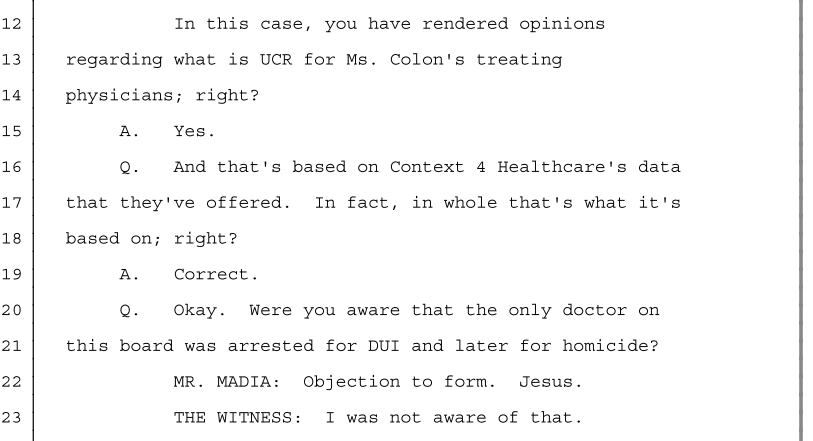 12 In this case, you have rendered opinions
13 regarding what is UCR for Ms. Colon's treating
14 physicians; right?
15 A. Yes.
16 Q. And that's based on Context 4 Healthcare's data
17 that they've offered. In fact, in whole that's what it's
18 based on; right?
19 A. Correct.
20 Q. Okay. Were you aware that the only doctor on
21 this board was arrested for DUI and later for homicide?
22 MR. MADIA: Objection to form. Jesus.
23 THE WITNESS: I was not aware of that.